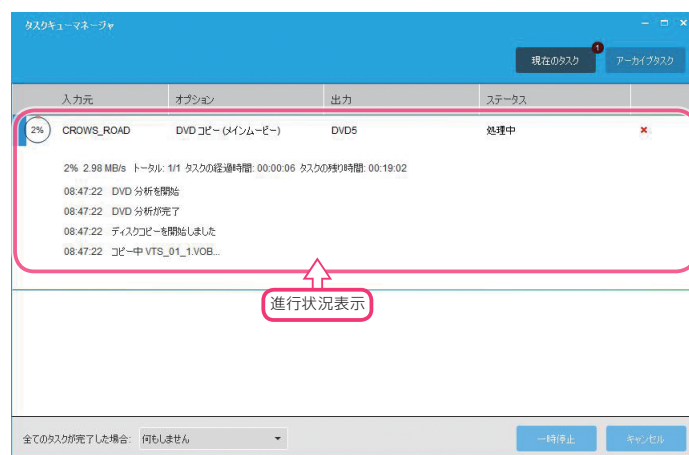 タスクキューマネージャ
現在のタスク 1 アーカイブタスク
入力元 オプション 出力 ステータス
2% CROWS_ROAD DVD コピー (メインムービー) DVD5 処理中
2% 2.98 MB/s トータル: 1/1 タスクの経過時間: 00:00:06 タスクの残り時間: 00:19:02
08:47:22 DVD 分析を開始
08:47:22 DVD 分析が完了
08:47:22 ディスクコピーを開始しました
08:47:22 コピー中 VTS_01_1.VOB...
進行状況表示
全てのタスクが完了した場合: 何もしません 一時停止 キャンセル